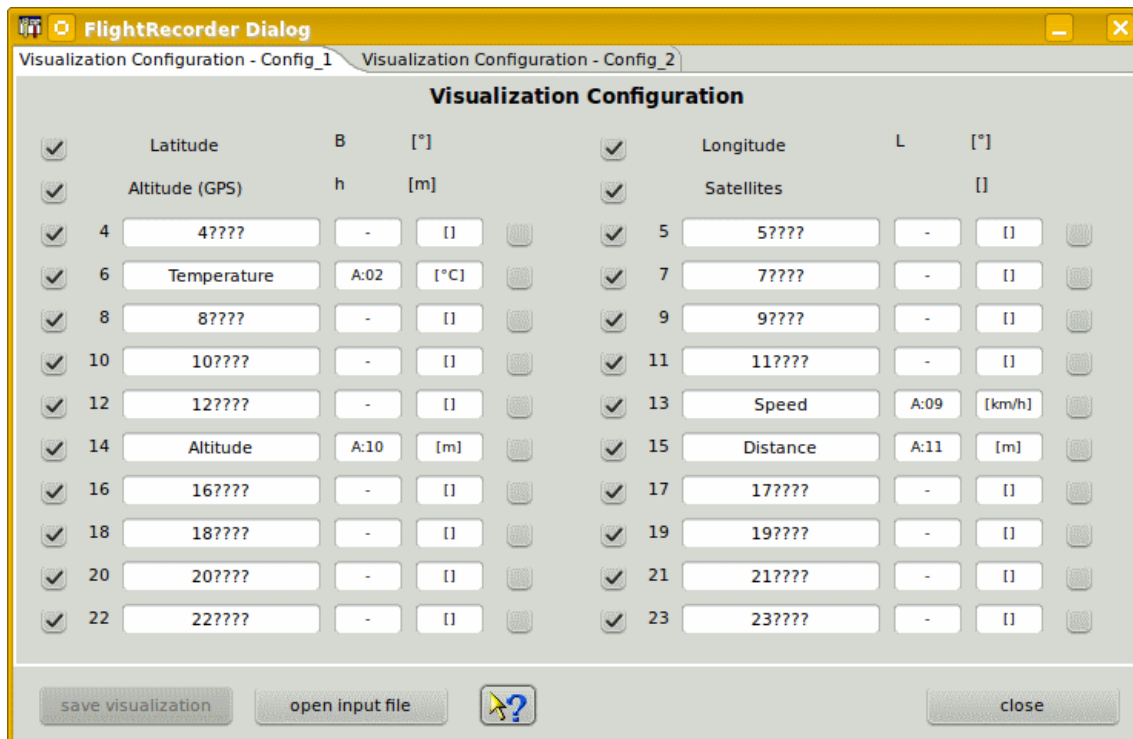 FlightRecorder Dialog
Visualization Configuration - Config_1 Visualization Configuration - Config_2
Visualization Configuration
Latitude B [°] Longitude L [°]
Altitude (GPS) h [m] Satellites []
4 4???? - [] 5 5???? - []
6 Temperature A:02 [°C] 7 7???? - []
8 8???? - [] 9 9???? - []
10 10???? - [] 11 11???? - []
12 12???? - [] 13 Speed A:09 [km/h]
14 Altitude A:10 [m] 15 Distance A:11 [m]
16 16???? - [] 17 17???? - []
18 18???? - [] 19 19???? - []
20 20???? - [] 21 21???? - []
22 22???? - [] 23 23???? - []
save visualization open input file ? close